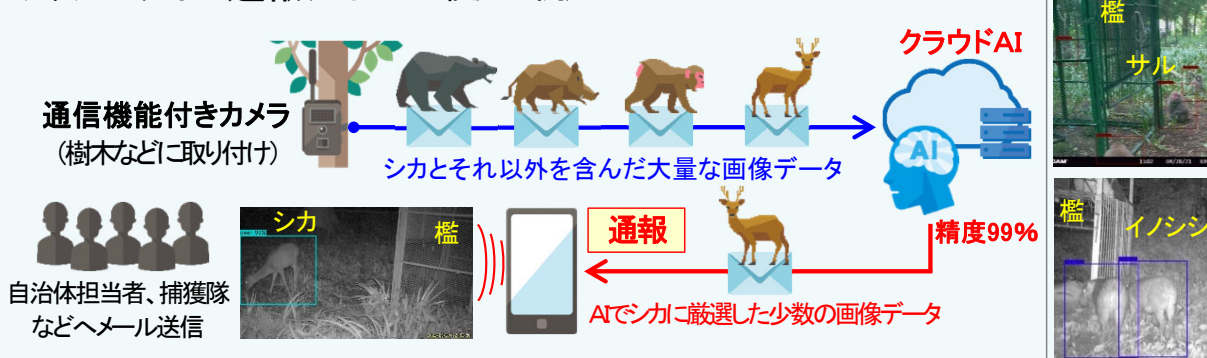 クラウドAI
通信機能付きカメラ
(樹木などに取り付け)
シカとそれ以外を含んだ大量な画像データ
AI
精度99%
通報
シカ
檻
AIでシカに厳選した少数の画像データ
自治体担当者、捕獲隊
などへメール送信
檻
サル
檻
イノシシ